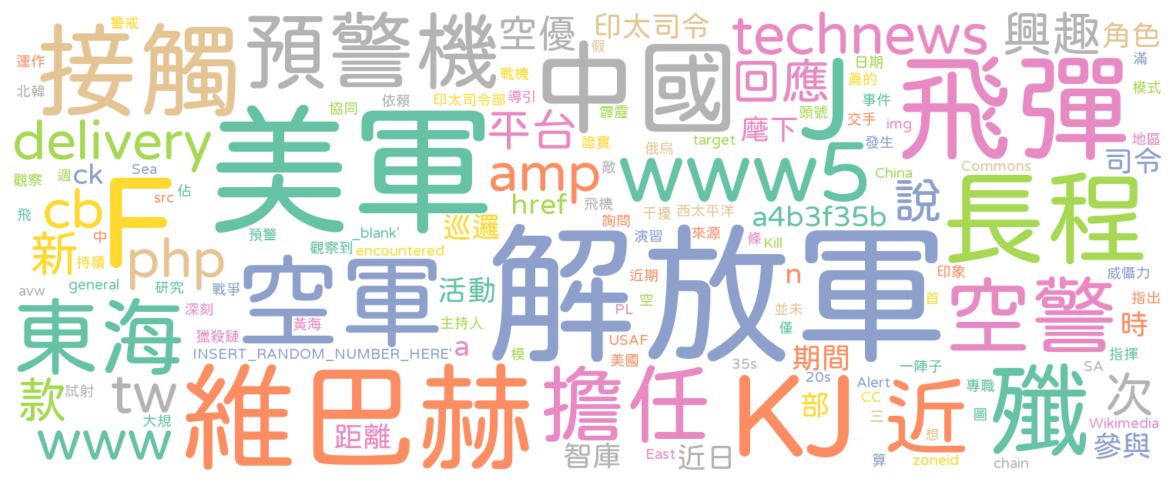 警戒
接觸
預警機
空優
印太司令
technews
興趣
角色
運作
北韓
戰機
假
中國
回應
J
日期
真的
飛彈
滿
模式
協同
依賴
印太司令部
導引
霹靂
頭號
事件
交手
img
delivery
美軍
平台
證實
麾下
target
發生
地區
俄烏
觀察
週
ck
Sea
佔
amp
敵
www5
China
Commons
司令
src
cb
F
href
飛機
干擾
西太平洋
a4b3f35b
說
長程
飛
中
新
持續
php
預警
觀察到
_blank'
encountered
巡邏
詢問
演習
來源
條
Kill
n
印象
威懾力
avw
general
研究
戰爭
空軍
活動
解放軍
近期
空
並未
首
空警
指出
時
東海
深刻
獵殺鏈
黃海
主持人
PL
僅
INSERT_RANDOM_NUMBER_HERE'
a
模
USAF
美國
期間
一陣子
指揮
款
試射
tw
大規
維巴赫
擔任
35s
KJ
20s
部
Alert
CC
近
專職
殲
SA
次
www
距離
智庫
East
近日
三
算
想
圖
zoneid
chain
Wikimedia
參與